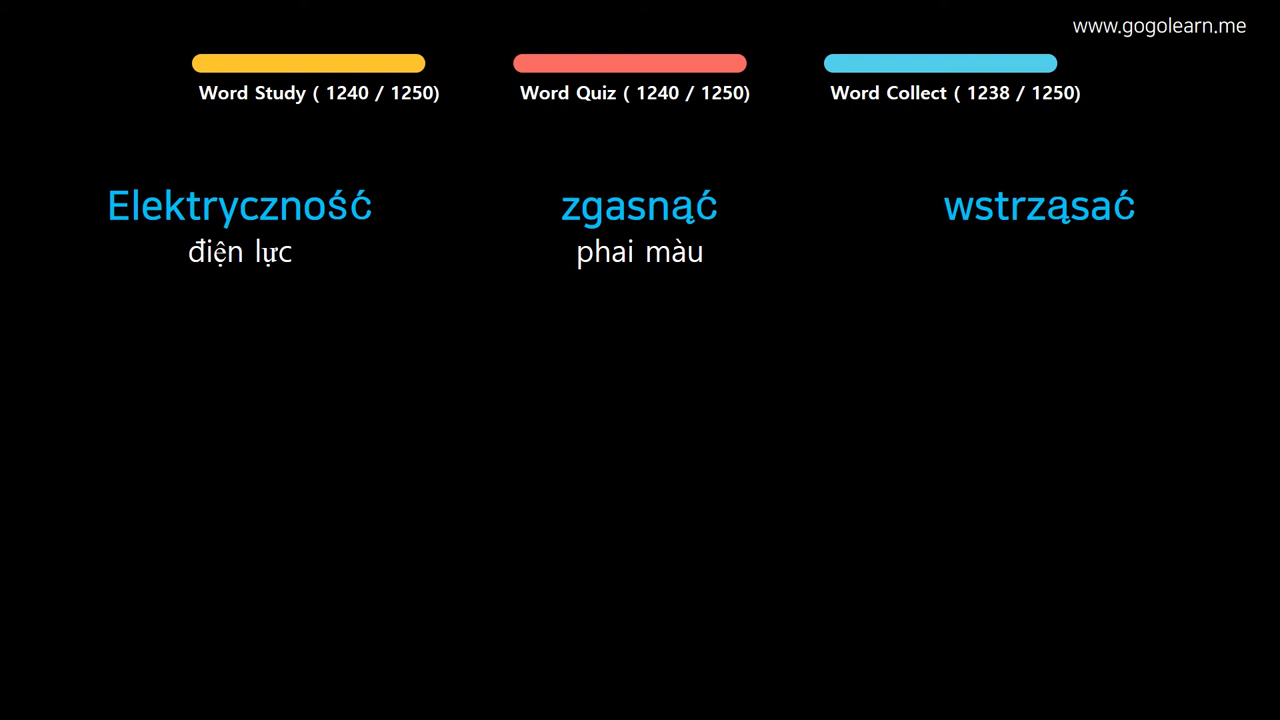 www.gogolearn.me
Word Study ( 1240 / 1250)
Word Quiz ( 1240 / 1250)
Word Collect ( 1238 / 1250)
Elektryczność
zgasnąć
wstrząsać
điện lực
phai màu